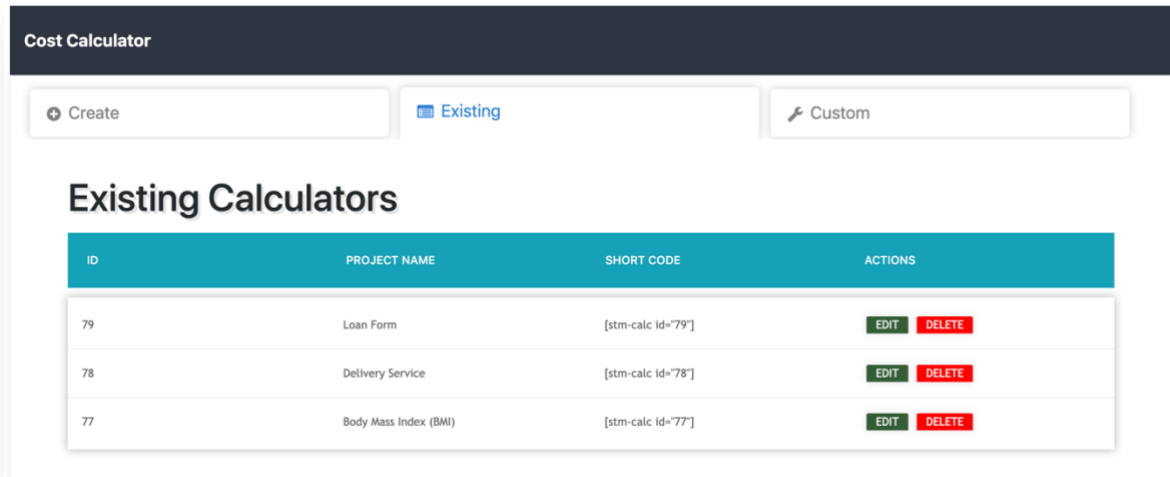 Cost Calculator
Create Existing Custom
Existing Calculators
ID PROJECT NAME SHORT CODE ACTIONS
79 Loan Form [stm-calc id="79"] EDIT DELETE
78 Delivery Service [stm-calc id="78"] EDIT DELETE
77 Body Mass Index (BMI) [stm-calc id="77"] EDIT DELETE